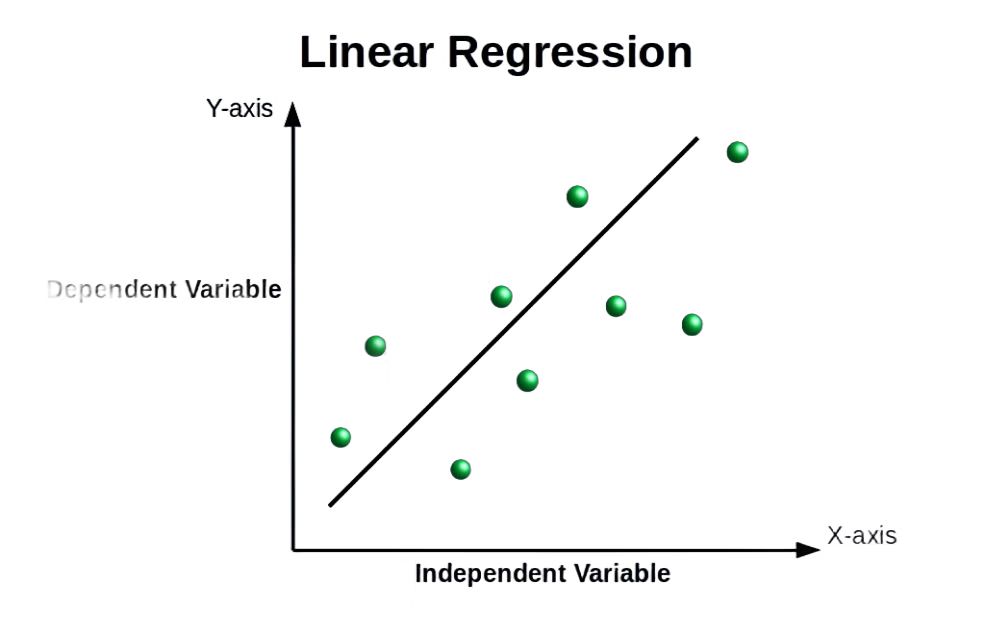 Linear Regression
Y-axis
Dependent Variable
X-axis
Independent Variable